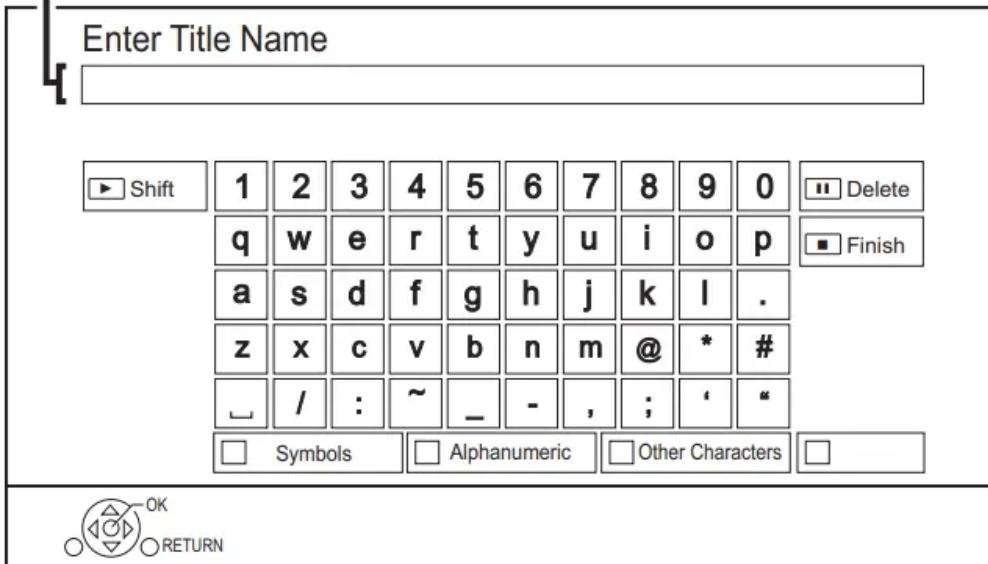 Enter Title Name
Shift 1 2 3 4 5 6 7 8 9 0 Delete
q w e r t y u i o p Finish
a s d f g h j k l .
z x c v b n m @ * #
⎵ / : ~ _ - , ; ‘ “
Symbols Alphanumeric Other Characters
OK
RETURN